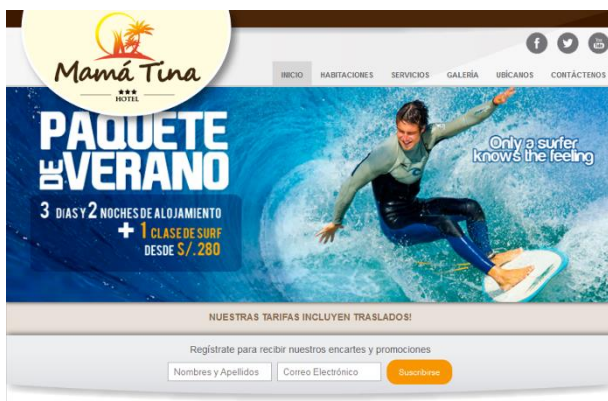 Mamá Tina
HOTEL
f
You
Tube
INICIO HABITACIONES SERVICIOS GALERÍA UBÍCANOS CONTÁCTENOS
PAQUETE
DE VERANO
3 DIAS Y 2 NOCHES DE ALOJAMIENTO
+ 1 CLASE DE SURF
DESDE S/.280
Only a surfer
knows the feeling
NUESTRAS TARIFAS INCLUYEN TRASLADOS!
Regístrate para recibir nuestros encartes y promociones
Nombres y Apellidos Correo Electrónico Suscribirse